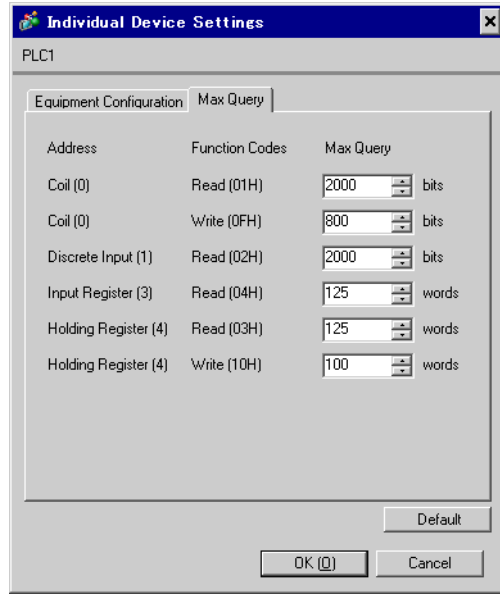 Individual Device Settings
PLC1
Equipment Configuration Max Query
Address Function Codes Max Query
Coil (0) Read (01H) 2000 bits
Coil (0) Write (0FH) 800 bits
Discrete Input (1) Read (02H) 2000 bits
Input Register (3) Read (04H) 125 words
Holding Register (4) Read (03H) 125 words
Holding Register (4) Write (10H) 100 words
Default
OK (O) Cancel